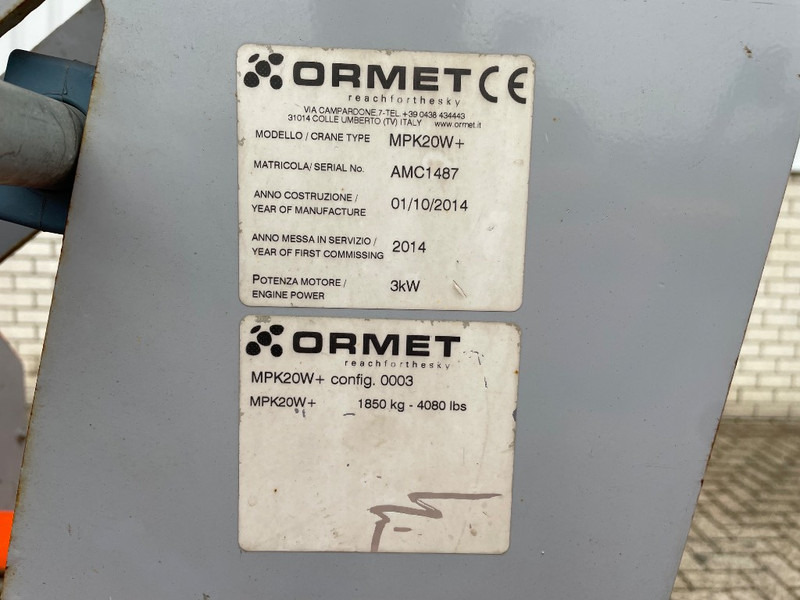 ORMET CE
reachforthesky
VIA CAMPARDONE,7-TEL.+39 0438 434443
31014 COLLE UMBERTO (TV) ITALY www.ormet.it
MODELLO / CRANE TYPE MPK20W+
MATRICOLA/ SERIAL No. AMC1487
ANNO COSTRUZIONE /
YEAR OF MANUFACTURE 01/10/2014
ANNO MESSA IN SERVIZIO /
YEAR OF FIRST COMMISSING 2014
POTENZA MOTORE /
ENGINE POWER 3kW
ORMET
reachforthesky
MPK20W+ config. 0003
MPK20W+ 1850 kg - 4080 lbs